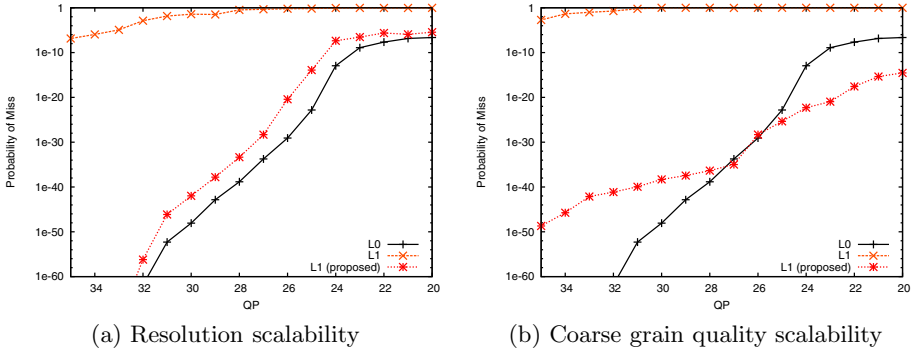 1
1e-10
1e-20
1e-30
1e-40
1e-50
1e-60
Probability of Miss
34 32 30 28 26 24 22 20
QP
L0
L1
L1 (proposed)
(a) Resolution scalability
1
1e-10
1e-20
1e-30
1e-40
1e-50
1e-60
Probability of Miss
34 32 30 28 26 24 22 20
QP
L0
L1
L1 (proposed)
(b) Coarse grain quality scalability